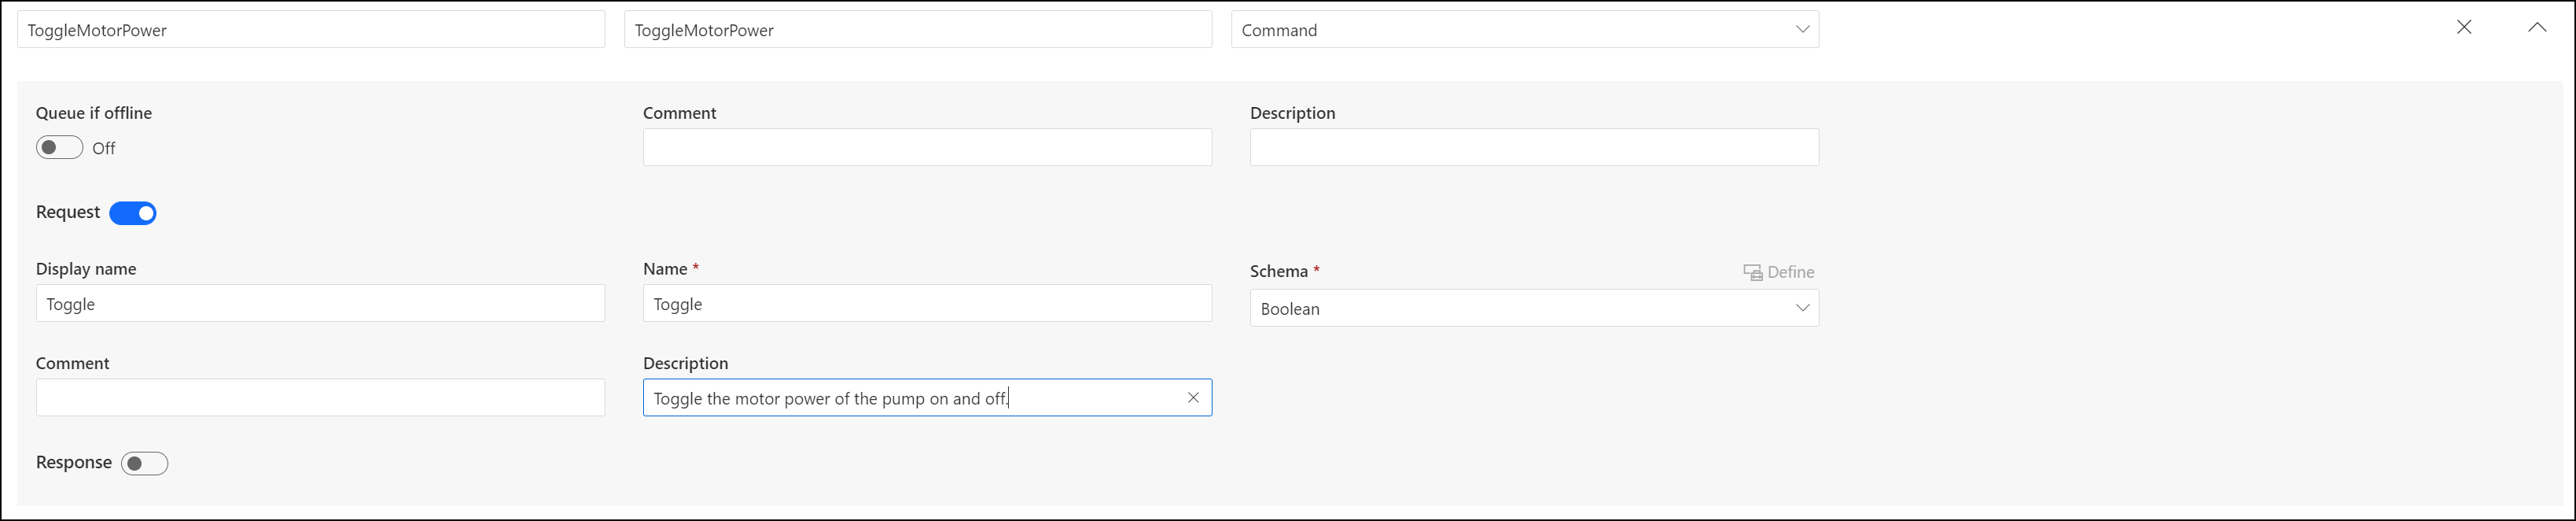 ToggleMotorPower
ToggleMotorPower
Command
Queue if offline
Off
Comment
Description
Request
Display name
Toggle
Name *
Toggle
Schema *
Define
Boolean
Comment
Description
Toggle the motor power of the pump on and off.
Response